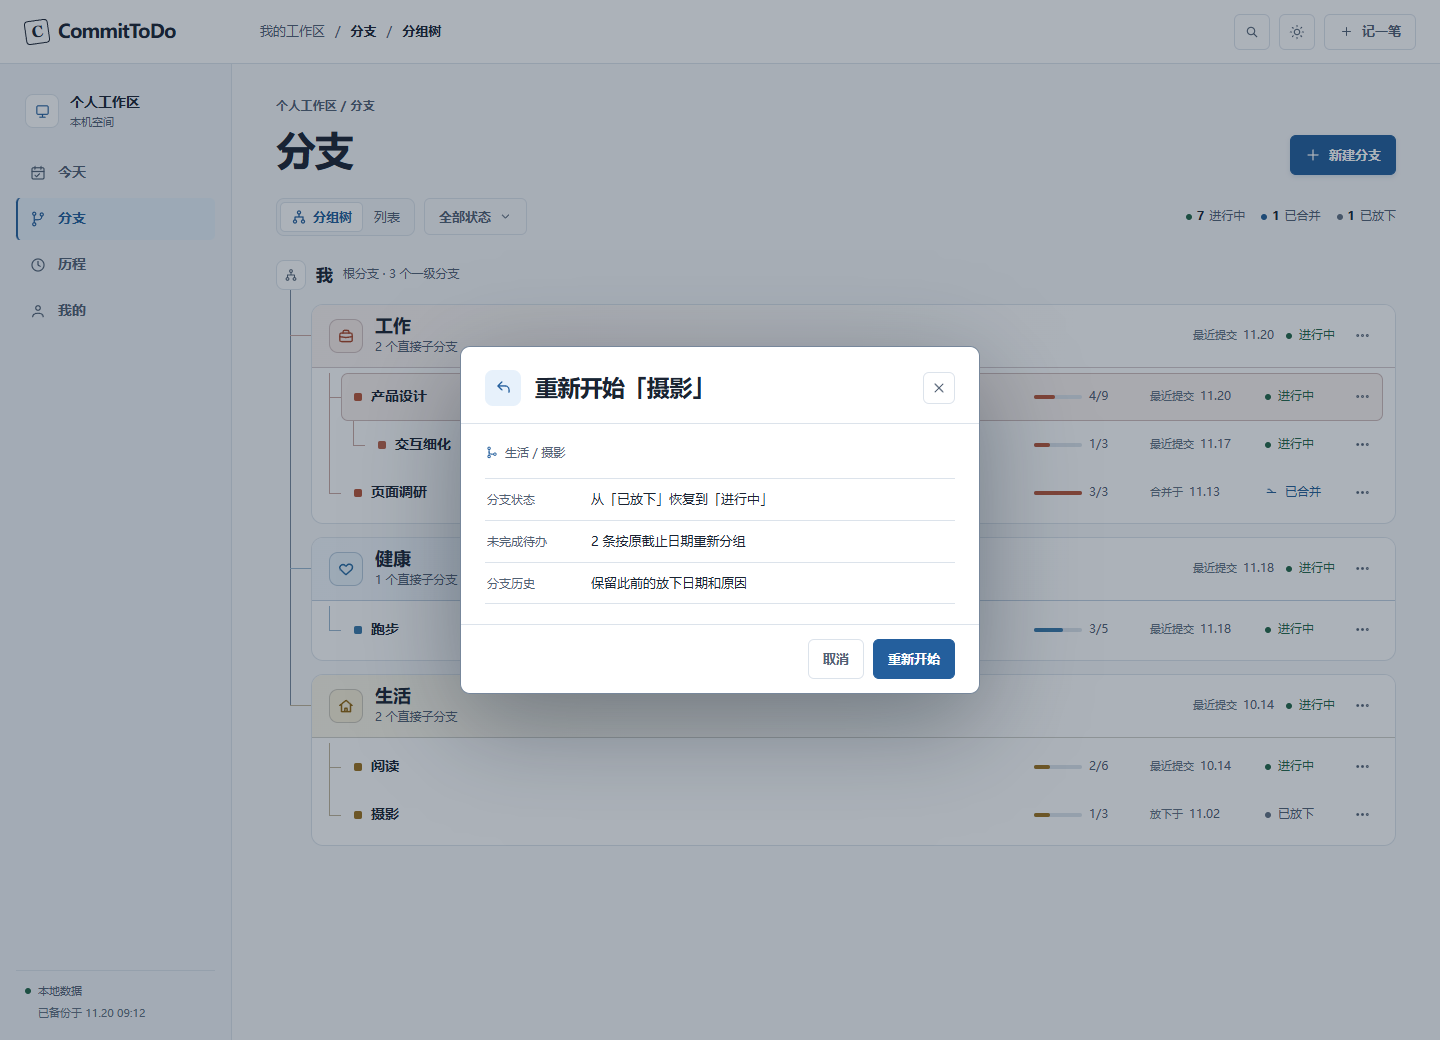 C CommitToDo
我的工作区 / 分支 / 分组树
记一笔
个人工作区
本机空间
今天
分支
历程
我的
本地数据
已备份于 11.20 09:12
个人工作区 / 分支
分支
新建分支
分组树 列表 全部状态
7 进行中 1 已合并 1 已放下
我 根分支 · 3 个一级分支
工作
2 个直接子分支
最近提交 11.20 进行中
产品设计 4/9 最近提交 11.20 进行中
交互细化 1/3 最近提交 11.17 进行中
页面调研 3/3 合并于 11.13 已合并
健康
1 个直接子分支
最近提交 11.18 进行中
跑步 3/5 最近提交 11.18 进行中
生活
2 个直接子分支
最近提交 10.14 进行中
阅读 2/6 最近提交 10.14 进行中
摄影 1/3 放下于 11.02 已放下
重新开始「摄影」
生活 / 摄影
分支状态 从「已放下」恢复到「进行中」
未完成待办 2 条按原截止日期重新分组
分支历史 保留此前的放下日期和原因
取消 重新开始